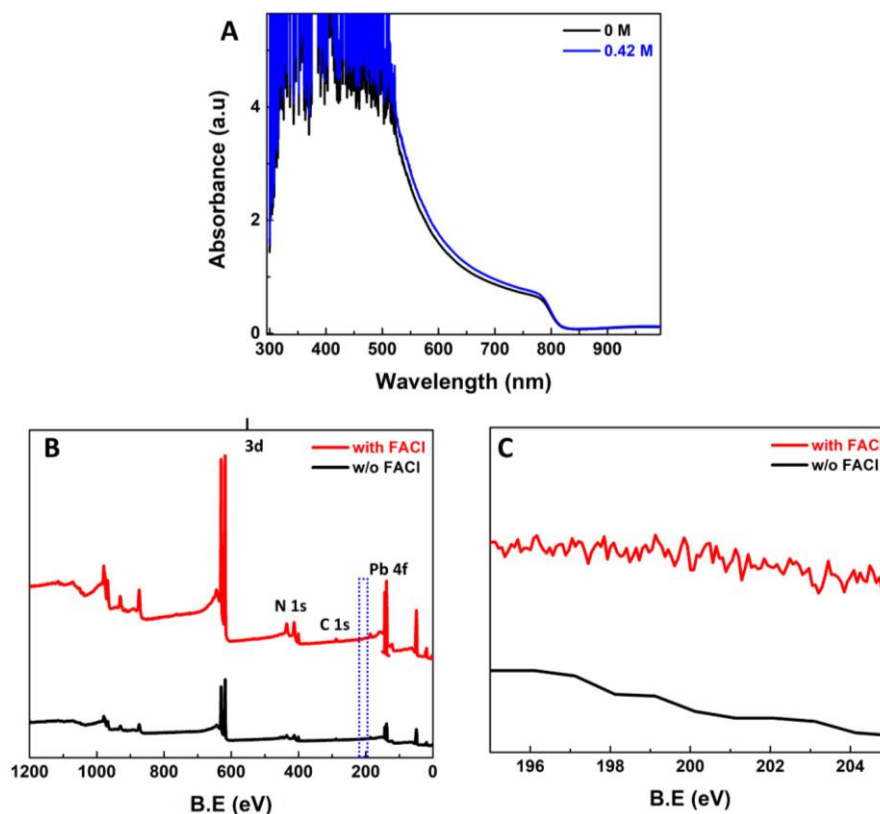 A
0 M
0.42 M
Absorbance (a.u)
4
2
0
300 400 500 600 700 800 900
Wavelength (nm)
B
I
3d
with FACl
w/o FACl
Pb 4f
N 1s
C 1s
1200 1000 800 600 400 200 0
B.E (eV)
C
with FACl
w/o FACl
196 198 200 202 204
B.E (eV)